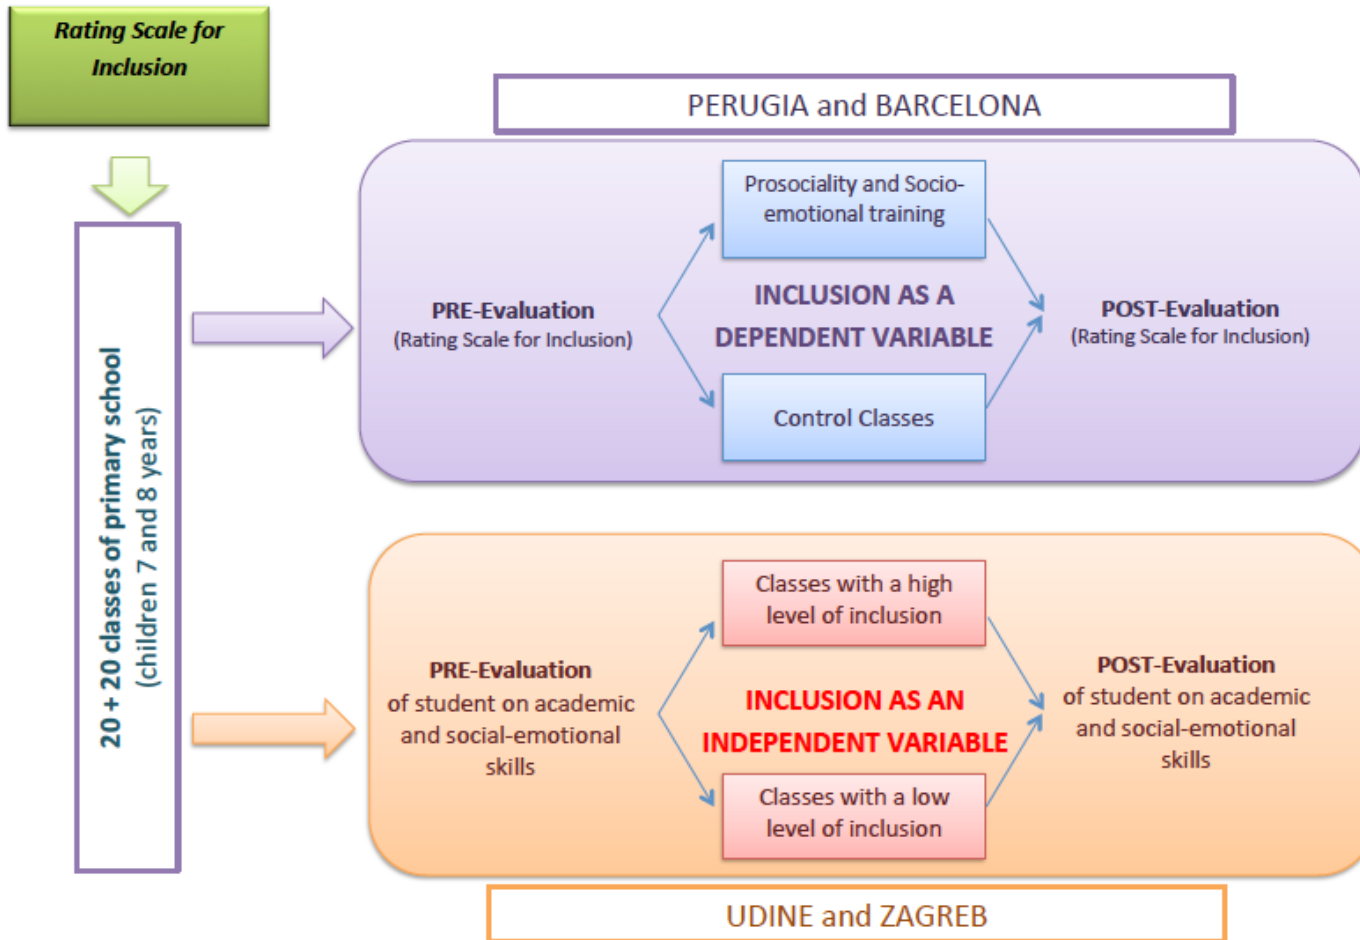 Rating Scale for
Inclusion
20 + 20 classes of primary school
(children 7 and 8 years)
PERUGIA and BARCELONA
PRE-Evaluation
(Rating Scale for Inclusion)
Prosociality and Socio-
emotional training
INCLUSION AS A
DEPENDENT VARIABLE
Control Classes
POST-Evaluation
(Rating Scale for Inclusion)
PRE-Evaluation
of student on academic
and social-emotional
skills
Classes with a high
level of inclusion
INCLUSION AS AN
INDEPENDENT VARIABLE
Classes with a low
level of inclusion
POST-Evaluation
of student on academic
and social-emotional
skills
UDINE and ZAGREB